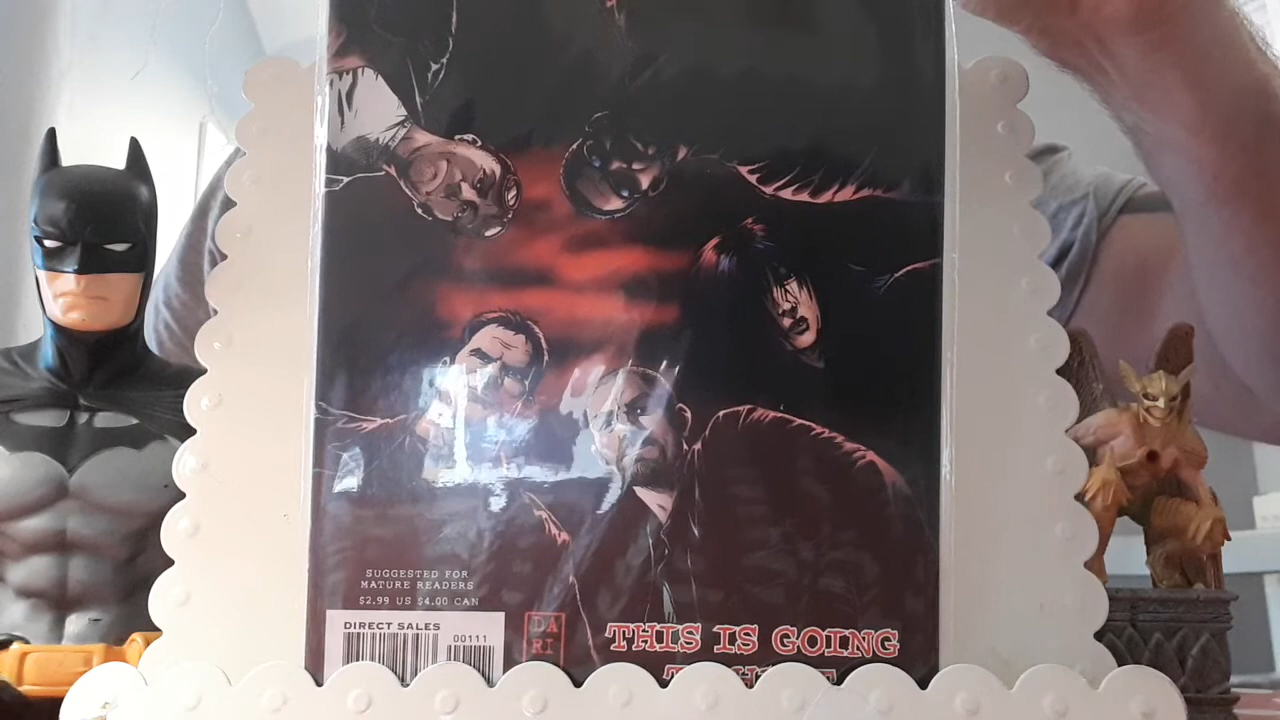 SUGGESTED FOR
MATURE READERS
$2.99 US $4.00 CAN
DIRECT SALES
00111
DA
RI
THIS IS GOING